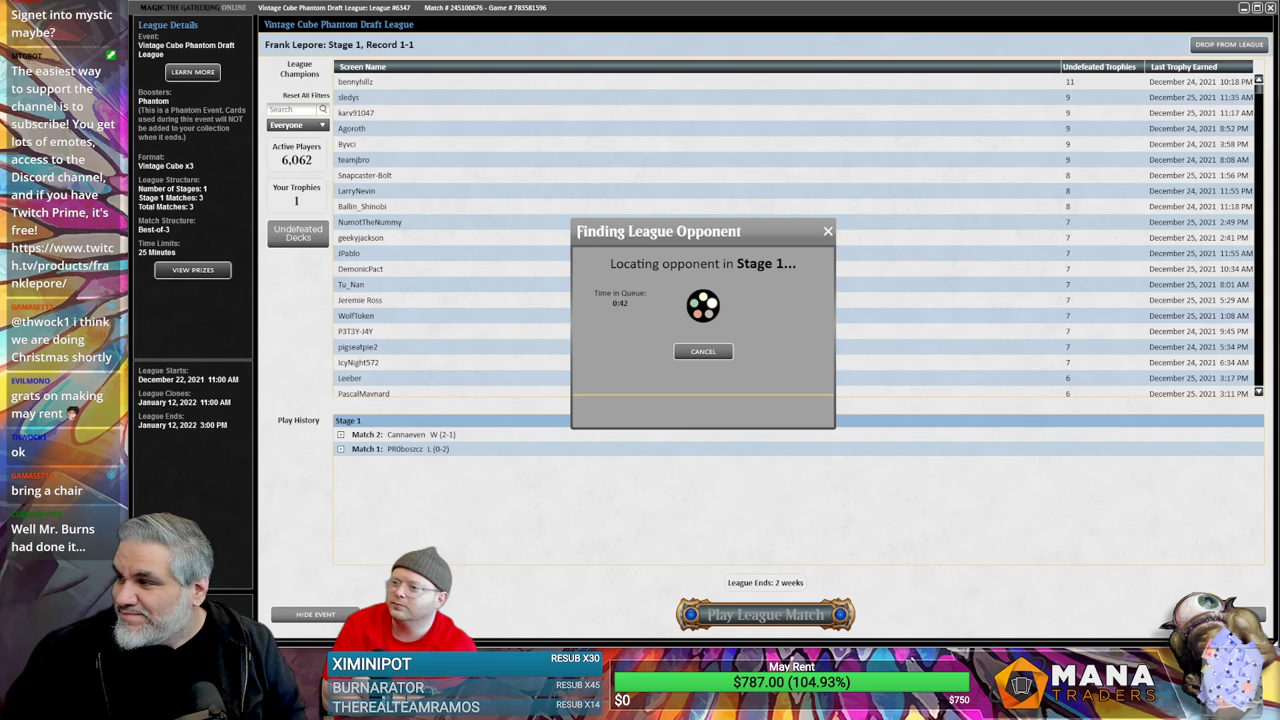 Signet into mystic
maybe?
The easiest way
to support the
channel is to
subscribe! You get
lots of emotes,
access to the
Discord channel,
and if you have
Twitch Prime, it's
free!
https://www.twitc
h.tv/products/fra
nklepore/
@thwock1 i think
we are doing
Christmas shortly
EVILMONO
grats on making
may rent
THWOCK1
ok
bring a chair
Well Mr. Burns
had done it...
MAGIC THE GATHERING ONLINE
Vintage Cube Phantom Draft League: League #6347 Match # 245100676 - Game # 783581596
League Details
Event:
Vintage Cube Phantom Draft
League
LEARN MORE
Boosters:
Phantom
(This is a Phantom Event. Cards
used during this event will NOT
be added to your collection
when it ends.)
Format:
Vintage Cube x3
League Structure:
Number of Stages: 1
Stage 1 Matches: 3
Total Matches: 3
Match Structure:
Best-of-3
Time Limits:
25 Minutes
VIEW PRIZES
League Starts:
December 22, 2021 11:00 AM
League Closes:
January 12, 2022 11:00 AM
League Ends:
January 12, 2022 3:00 PM
Vintage Cube Phantom Draft League
Frank Lepore: Stage 1, Record 1-1
DROP FROM LEAGUE
League
Champions
Reset All Filters
Search
Everyone
Active Players
6,062
Your Trophies
1
Undefeated
Decks
Screen Name Undefeated Trophies Last Trophy Earned
bennyhillz 11 December 24, 2021 10:18 PM
sledys 9 December 25, 2021 11:35 AM
karv91047 9 December 25, 2021 11:17 AM
Agoroth 9 December 24, 2021 8:52 PM
Byvci 9 December 24, 2021 3:58 PM
teamjbro 9 December 24, 2021 8:08 AM
Snapcaster-Bolt 8 December 25, 2021 1:56 PM
LarryNevin 8 December 24, 2021 11:55 PM
Ballin_Shinobi 8 December 24, 2021 11:18 PM
NumotTheNummy 7 December 25, 2021 2:49 PM
geekyjackson 7 December 25, 2021 2:41 PM
JPablo 7 December 25, 2021 11:55 AM
DemonicPact 7 December 25, 2021 10:34 AM
Tu_Nan 7 December 25, 2021 8:01 AM
Jeremie Ross 7 December 25, 2021 5:29 AM
WolfToken 7 December 25, 2021 1:08 AM
P3T3Y-J4Y 7 December 24, 2021 9:45 PM
pigseatpie2 7 December 24, 2021 5:34 PM
IcyNight572 7 December 24, 2021 6:34 AM
Leeber 6 December 25, 2021 3:17 PM
PascalMaynard 6 December 25, 2021 3:11 PM
Finding League Opponent
Locating opponent in Stage 1...
Time in Queue:
0:42
CANCEL
Play History
Stage 1
Match 2: Cannaeven W (2-1)
Match 1: PR0boszcz L (0-2)
League Ends: 2 weeks
HIDE EVENT
Play League Match
XIMINIPOT RESUB X30
BURNARATOR RESUB X45
THEREALTEAMRAMOS RESUB X14
May Rent
$787.00 (104.93%)
$0 $750
MANA
TRADERS